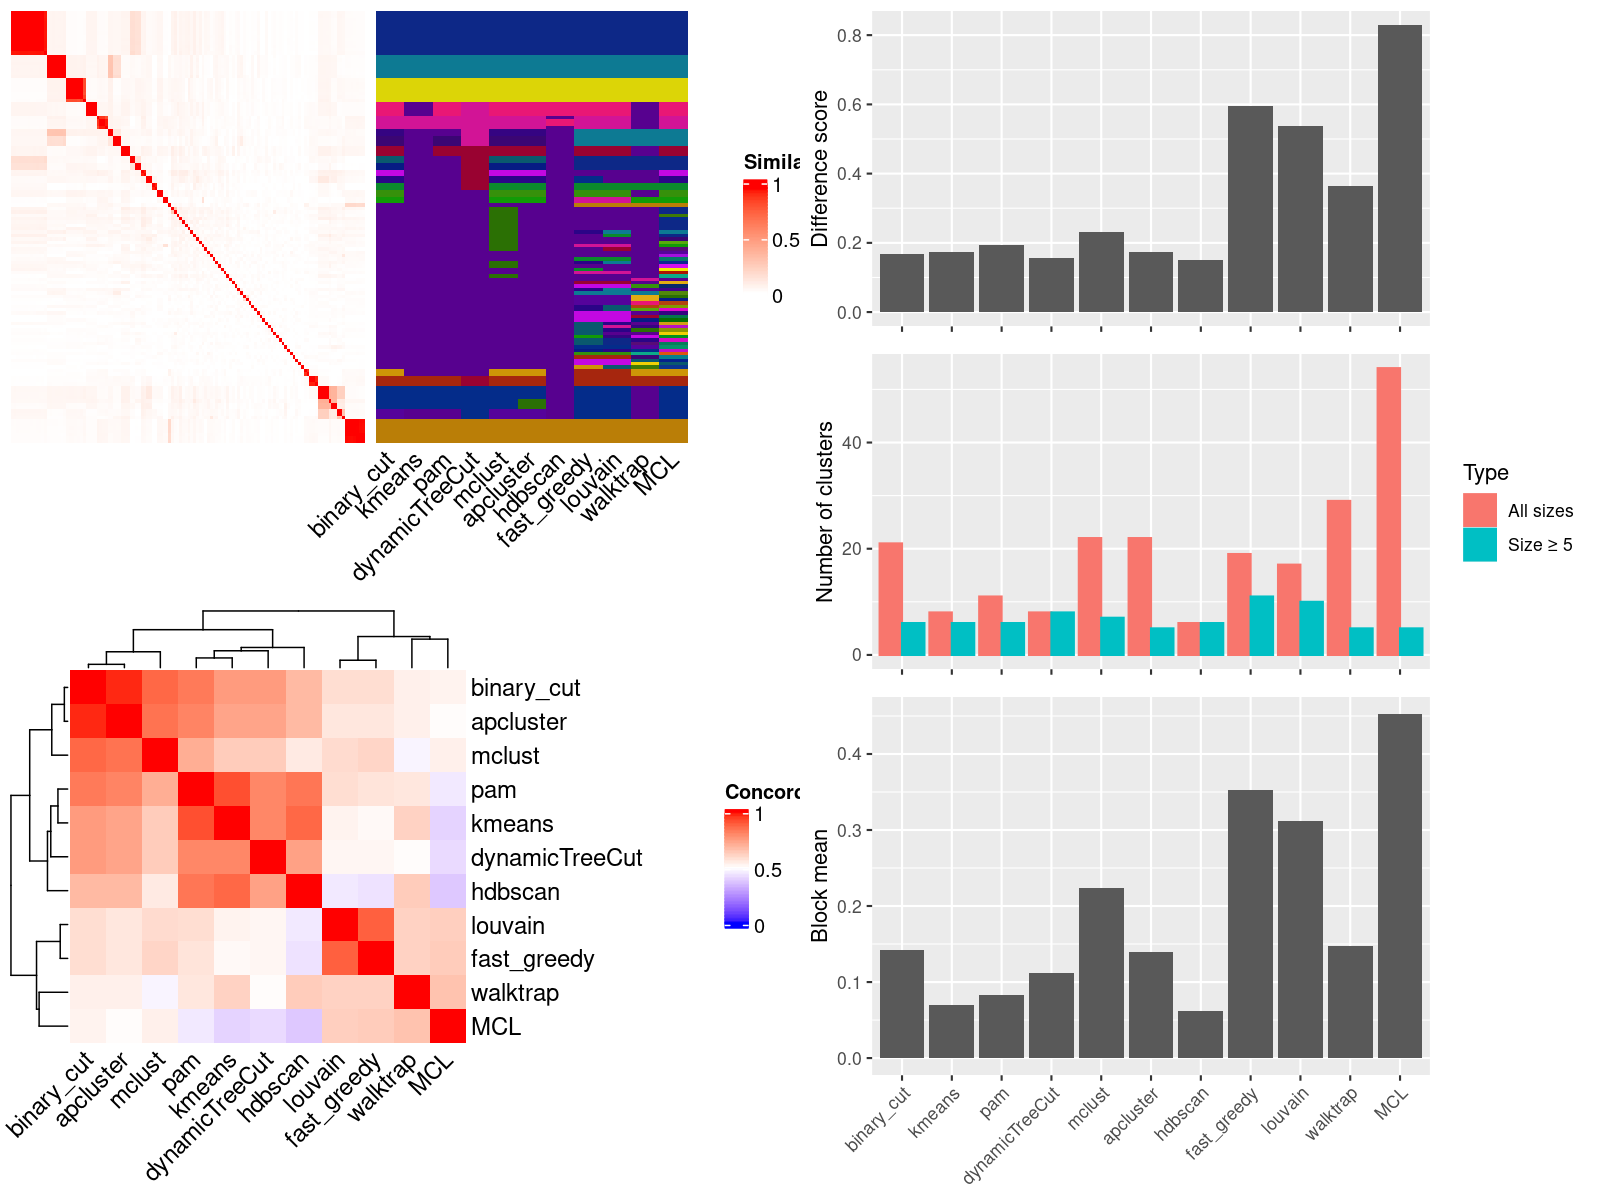 Simila
1
0.5
0
binary_cut
kmeans
pam
dynamicTreeCut
mclust
apcluster
hdbscan
fast_greedy
louvain
walktrap
MCL
binary_cut
apcluster
mclust
pam
kmeans
dynamicTreeCut
hdbscan
louvain
fast_greedy
walktrap
MCL
binary_cut
apcluster
mclust
pam
kmeans
dynamicTreeCut
hdbscan
louvain
fast_greedy
walktrap
MCL
Concord
1
0.5
0
Difference score
0.8
0.6
0.4
0.2
0.0
Number of clusters
40
20
0
Type
All sizes
Size ≥ 5
Block mean
0.4
0.3
0.2
0.1
0.0
binary_cut
kmeans
pam
dynamicTreeCut
mclust
apcluster
hdbscan
fast_greedy
louvain
walktrap
MCL